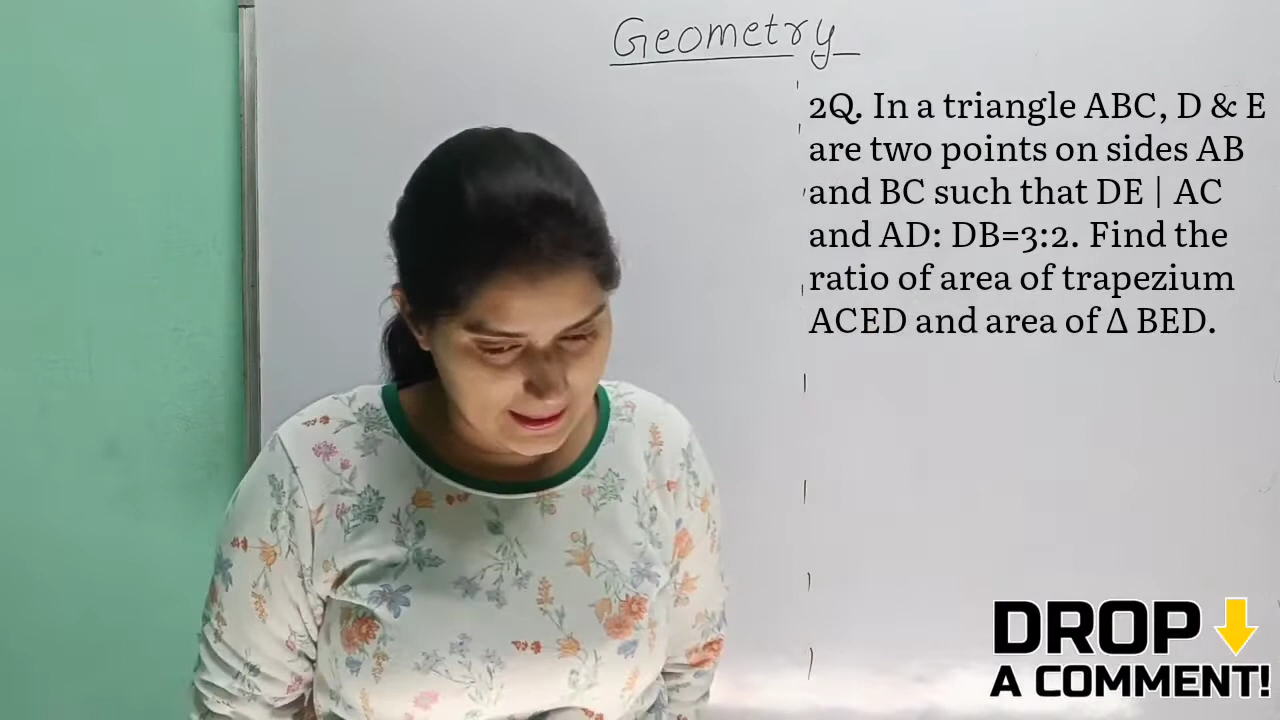 Geometry
2Q. In a triangle ABC, D & E
are two points on sides AB
and BC such that DE | AC
and AD: DB=3:2. Find the
ratio of area of trapezium
ACED and area of Δ BED.
DROP
A COMMENT!